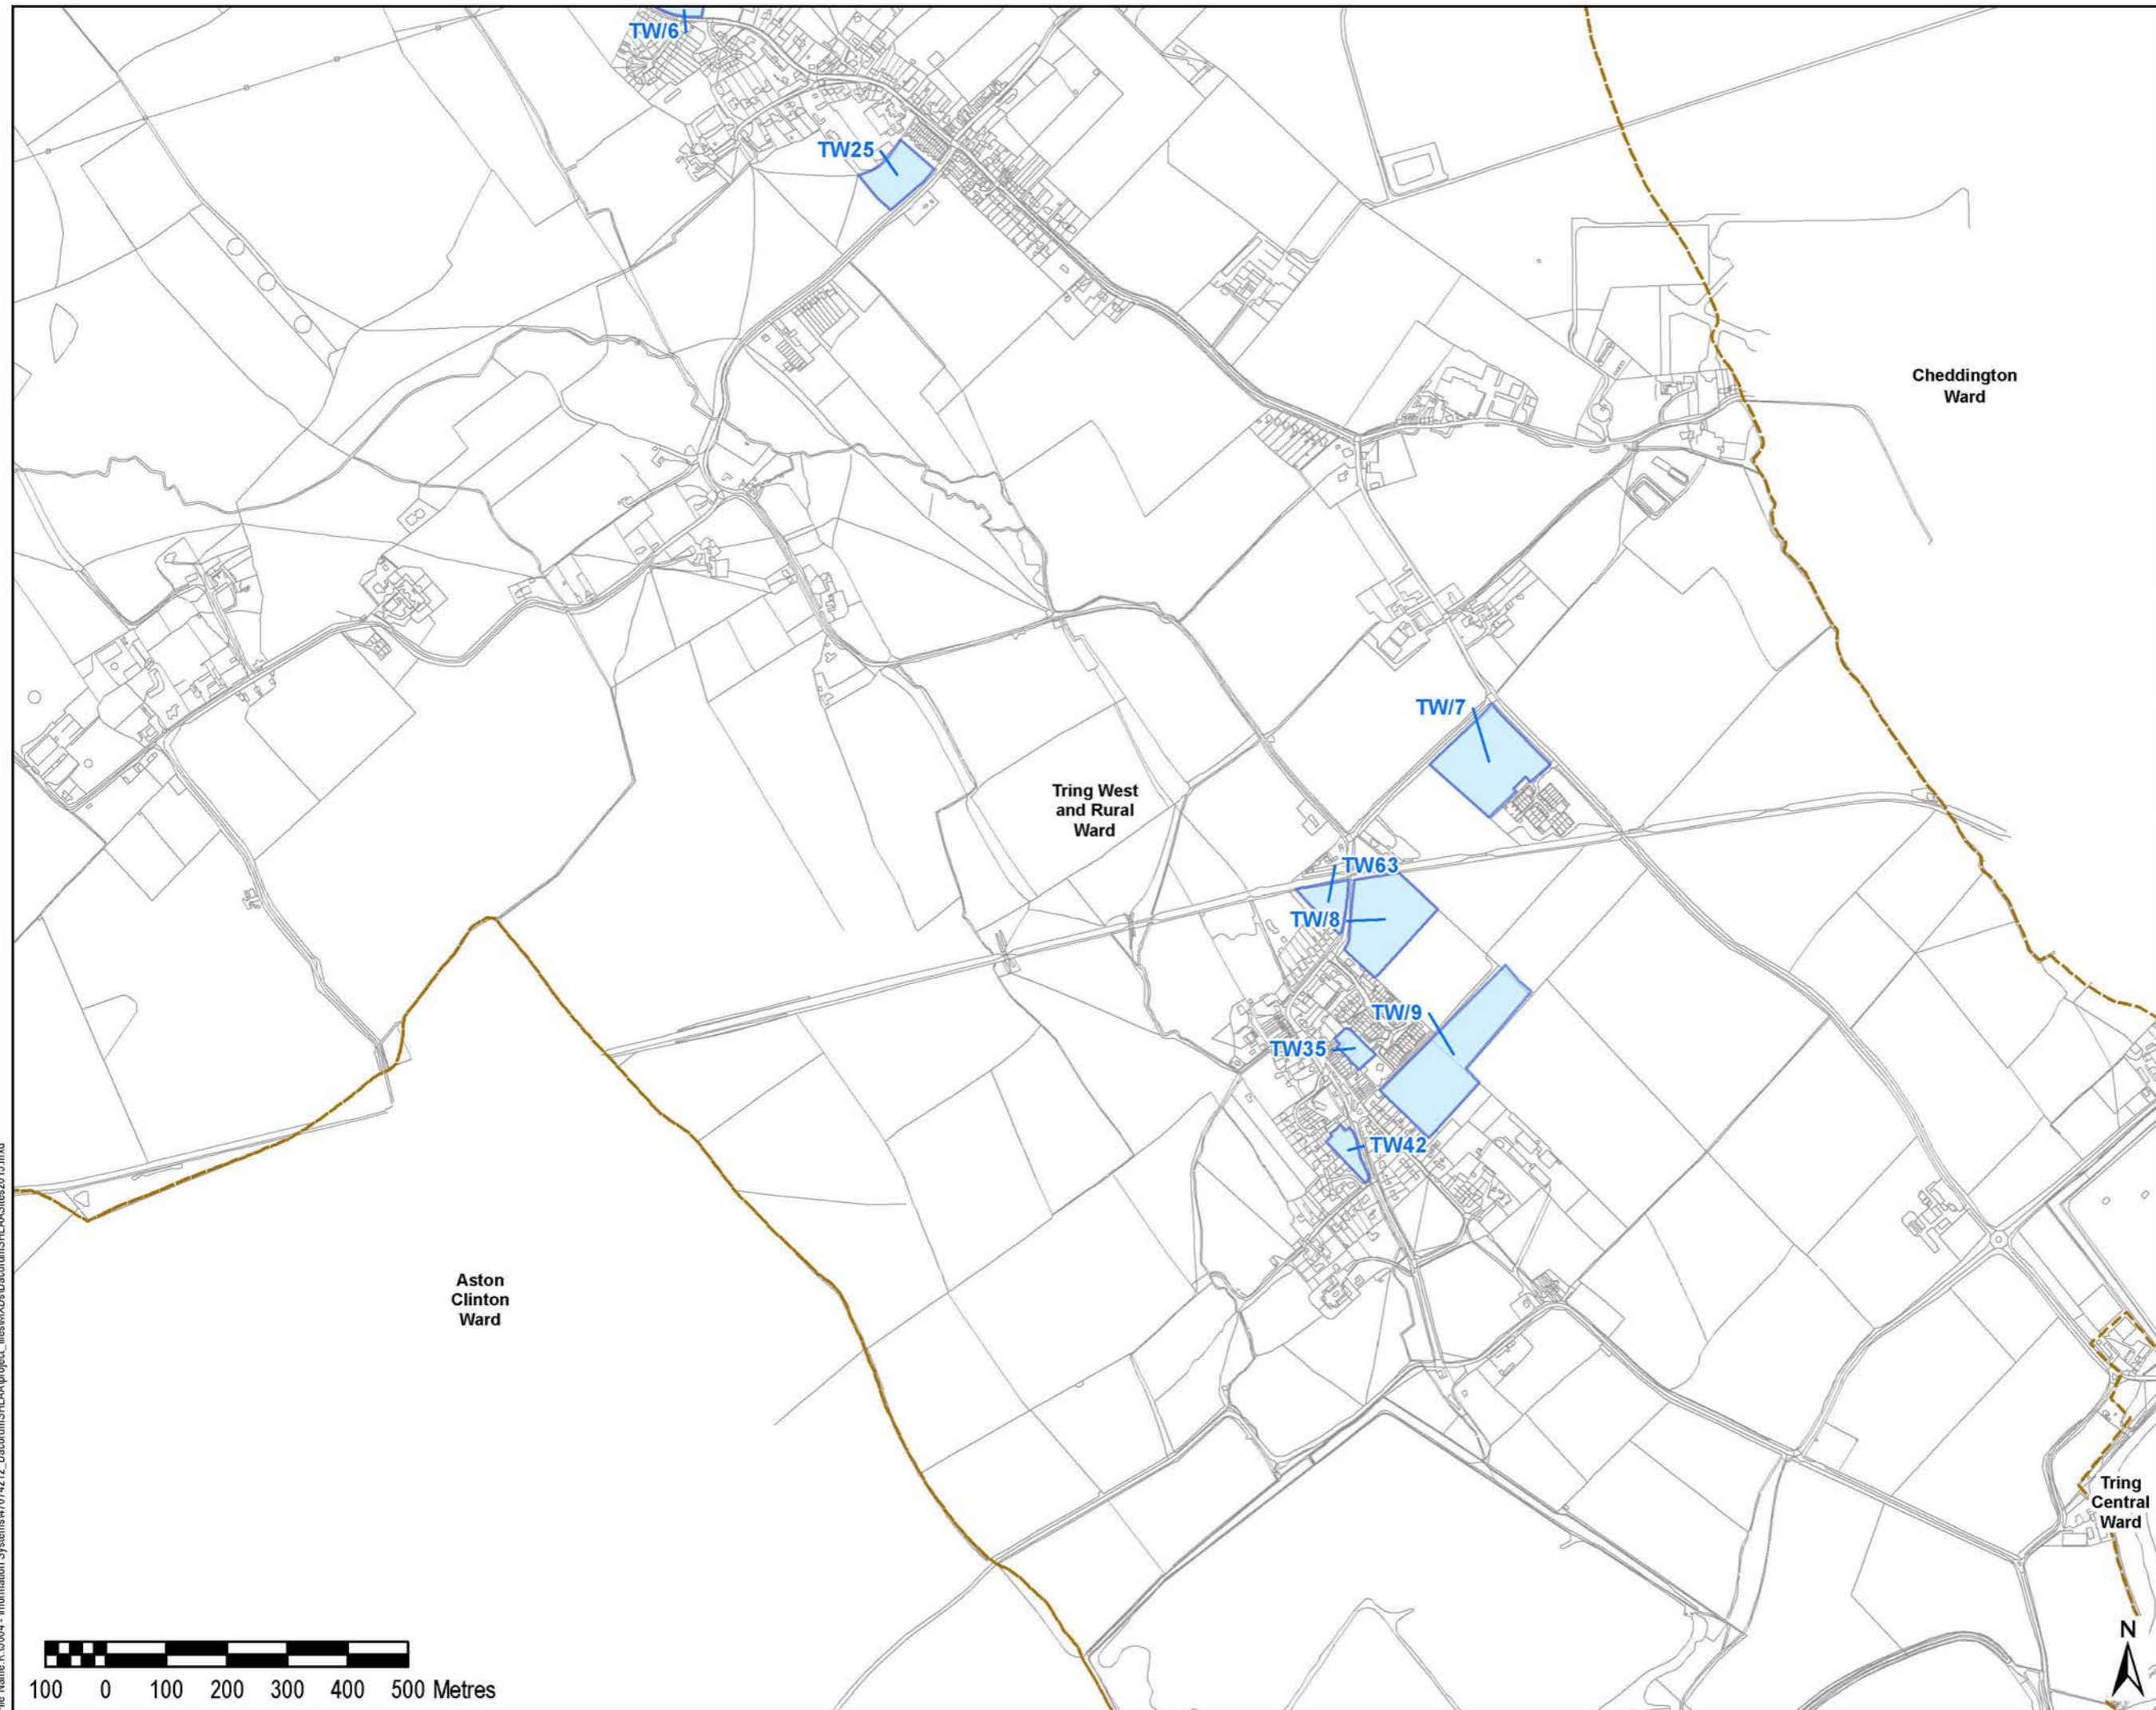 TW/6
TW25
Cheddington
Ward
TW/7
Tring West
and Rural
Ward
TW63
TW/8
TW/9
TW35
TW42
Aston
Clinton
Ward
Tring
Central
Ward
N
100 0 100 200 300 400 500 Metres